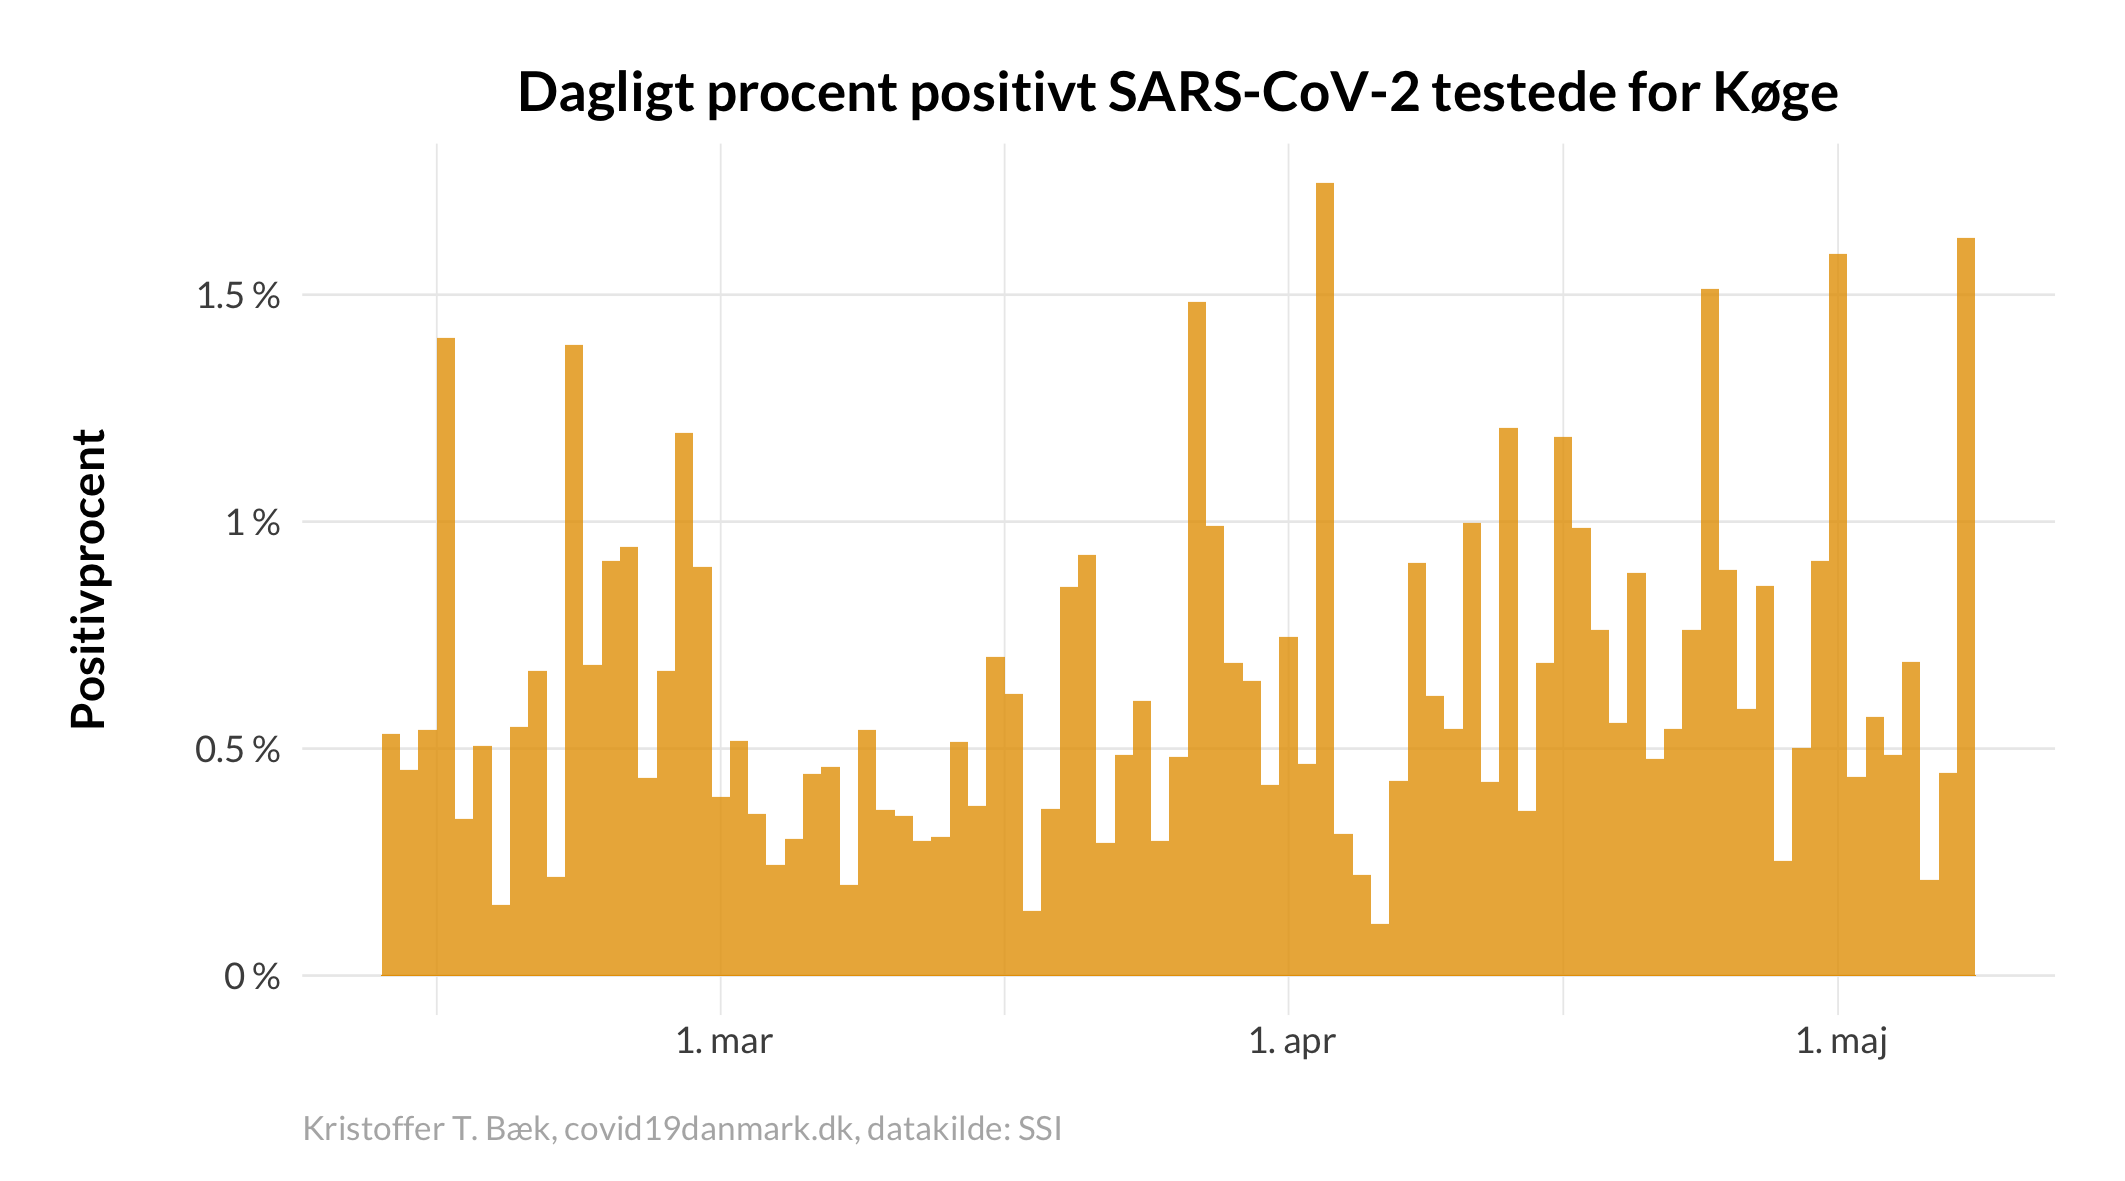 Dagligt procent positivt SARS-CoV-2 testede for Køge
Positivprocent
1.5 %
1 %
0.5 %
0 %
1. mar
1. apr
1. maj
Kristoffer T. Bæk, covid19danmark.dk, datakilde: SSI